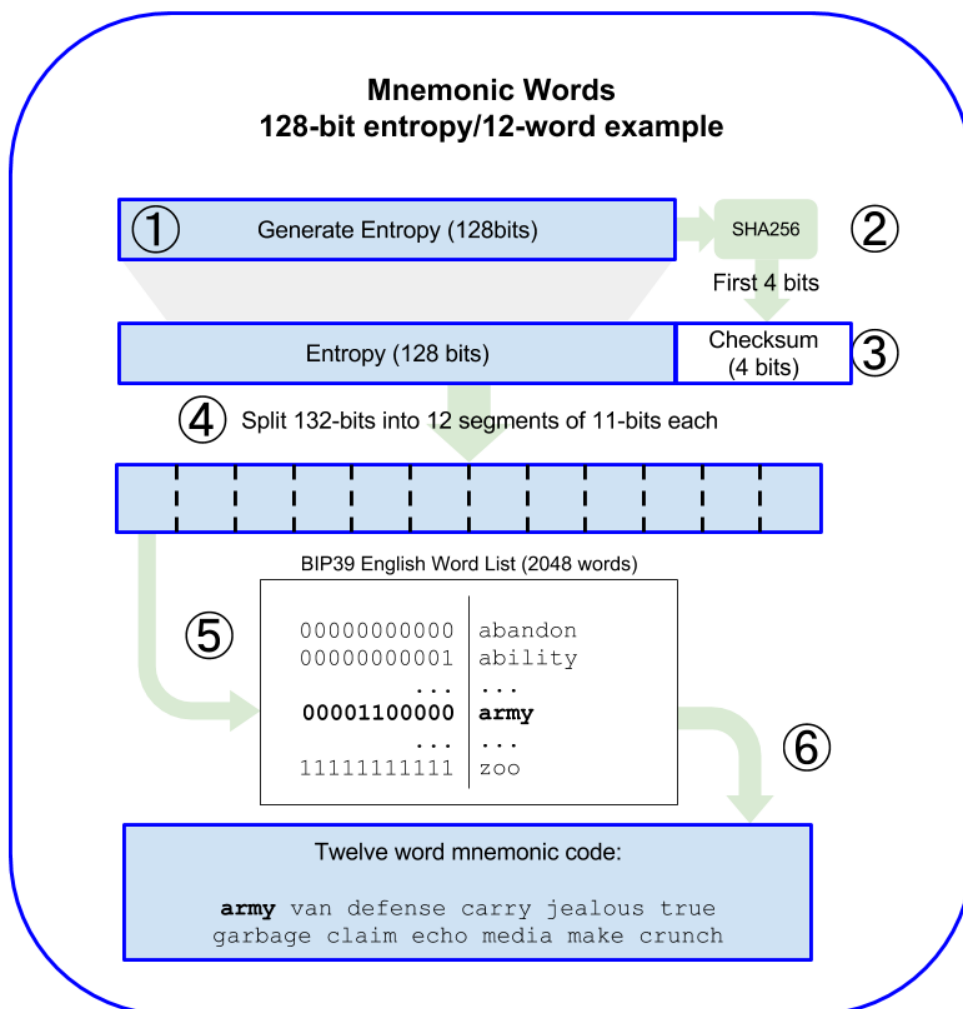 Mnemonic Words
128-bit entropy/12-word example
① Generate Entropy (128bits) SHA256 ②
First 4 bits
Entropy (128 bits) Checksum (4 bits) ③
④ Split 132-bits into 12 segments of 11-bits each
BIP39 English Word List (2048 words)
⑤
00000000000 abandon
00000000001 ability
... ...
00001100000 army
... ...
11111111111 zoo
⑥
Twelve word mnemonic code:
army van defense carry jealous true
garbage claim echo media make crunch